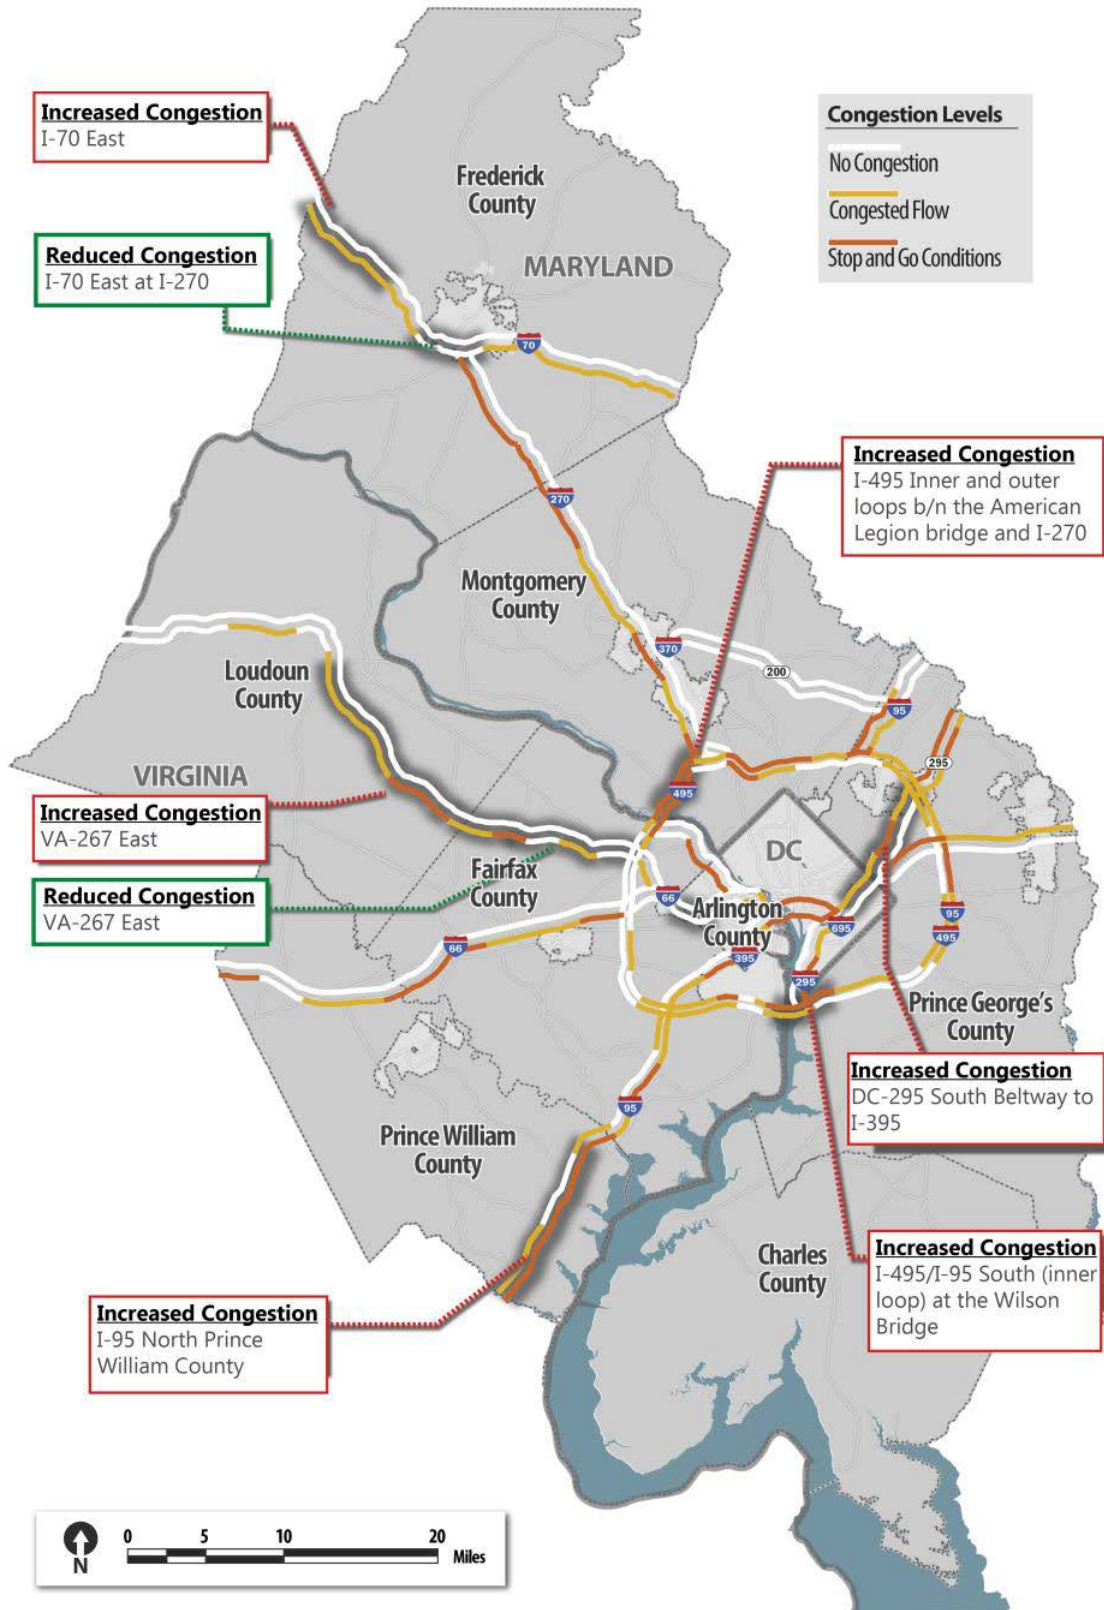 Increased Congestion
I-70 East
Reduced Congestion
I-70 East at I-270
Frederick
County
MARYLAND
Congestion Levels
No Congestion
Congested Flow
Stop and Go Conditions
70
270
Increased Congestion
I-495 Inner and outer
loops b/n the American
Legion bridge and I-270
Montgomery
County
370
200
95
295
Loudoun
County
VIRGINIA
495
Increased Congestion
VA-267 East
Reduced Congestion
VA-267 East
Fairfax
County
DC
66
Arlington
County
66
395
695
95
495
295
Prince George's
County
Increased Congestion
DC-295 South Beltway to
I-395
95
Prince William
County
Charles
County
Increased Congestion
I-495/I-95 South (inner
loop) at the Wilson
Bridge
Increased Congestion
I-95 North Prince
William County
N
0 5 10 20
Miles